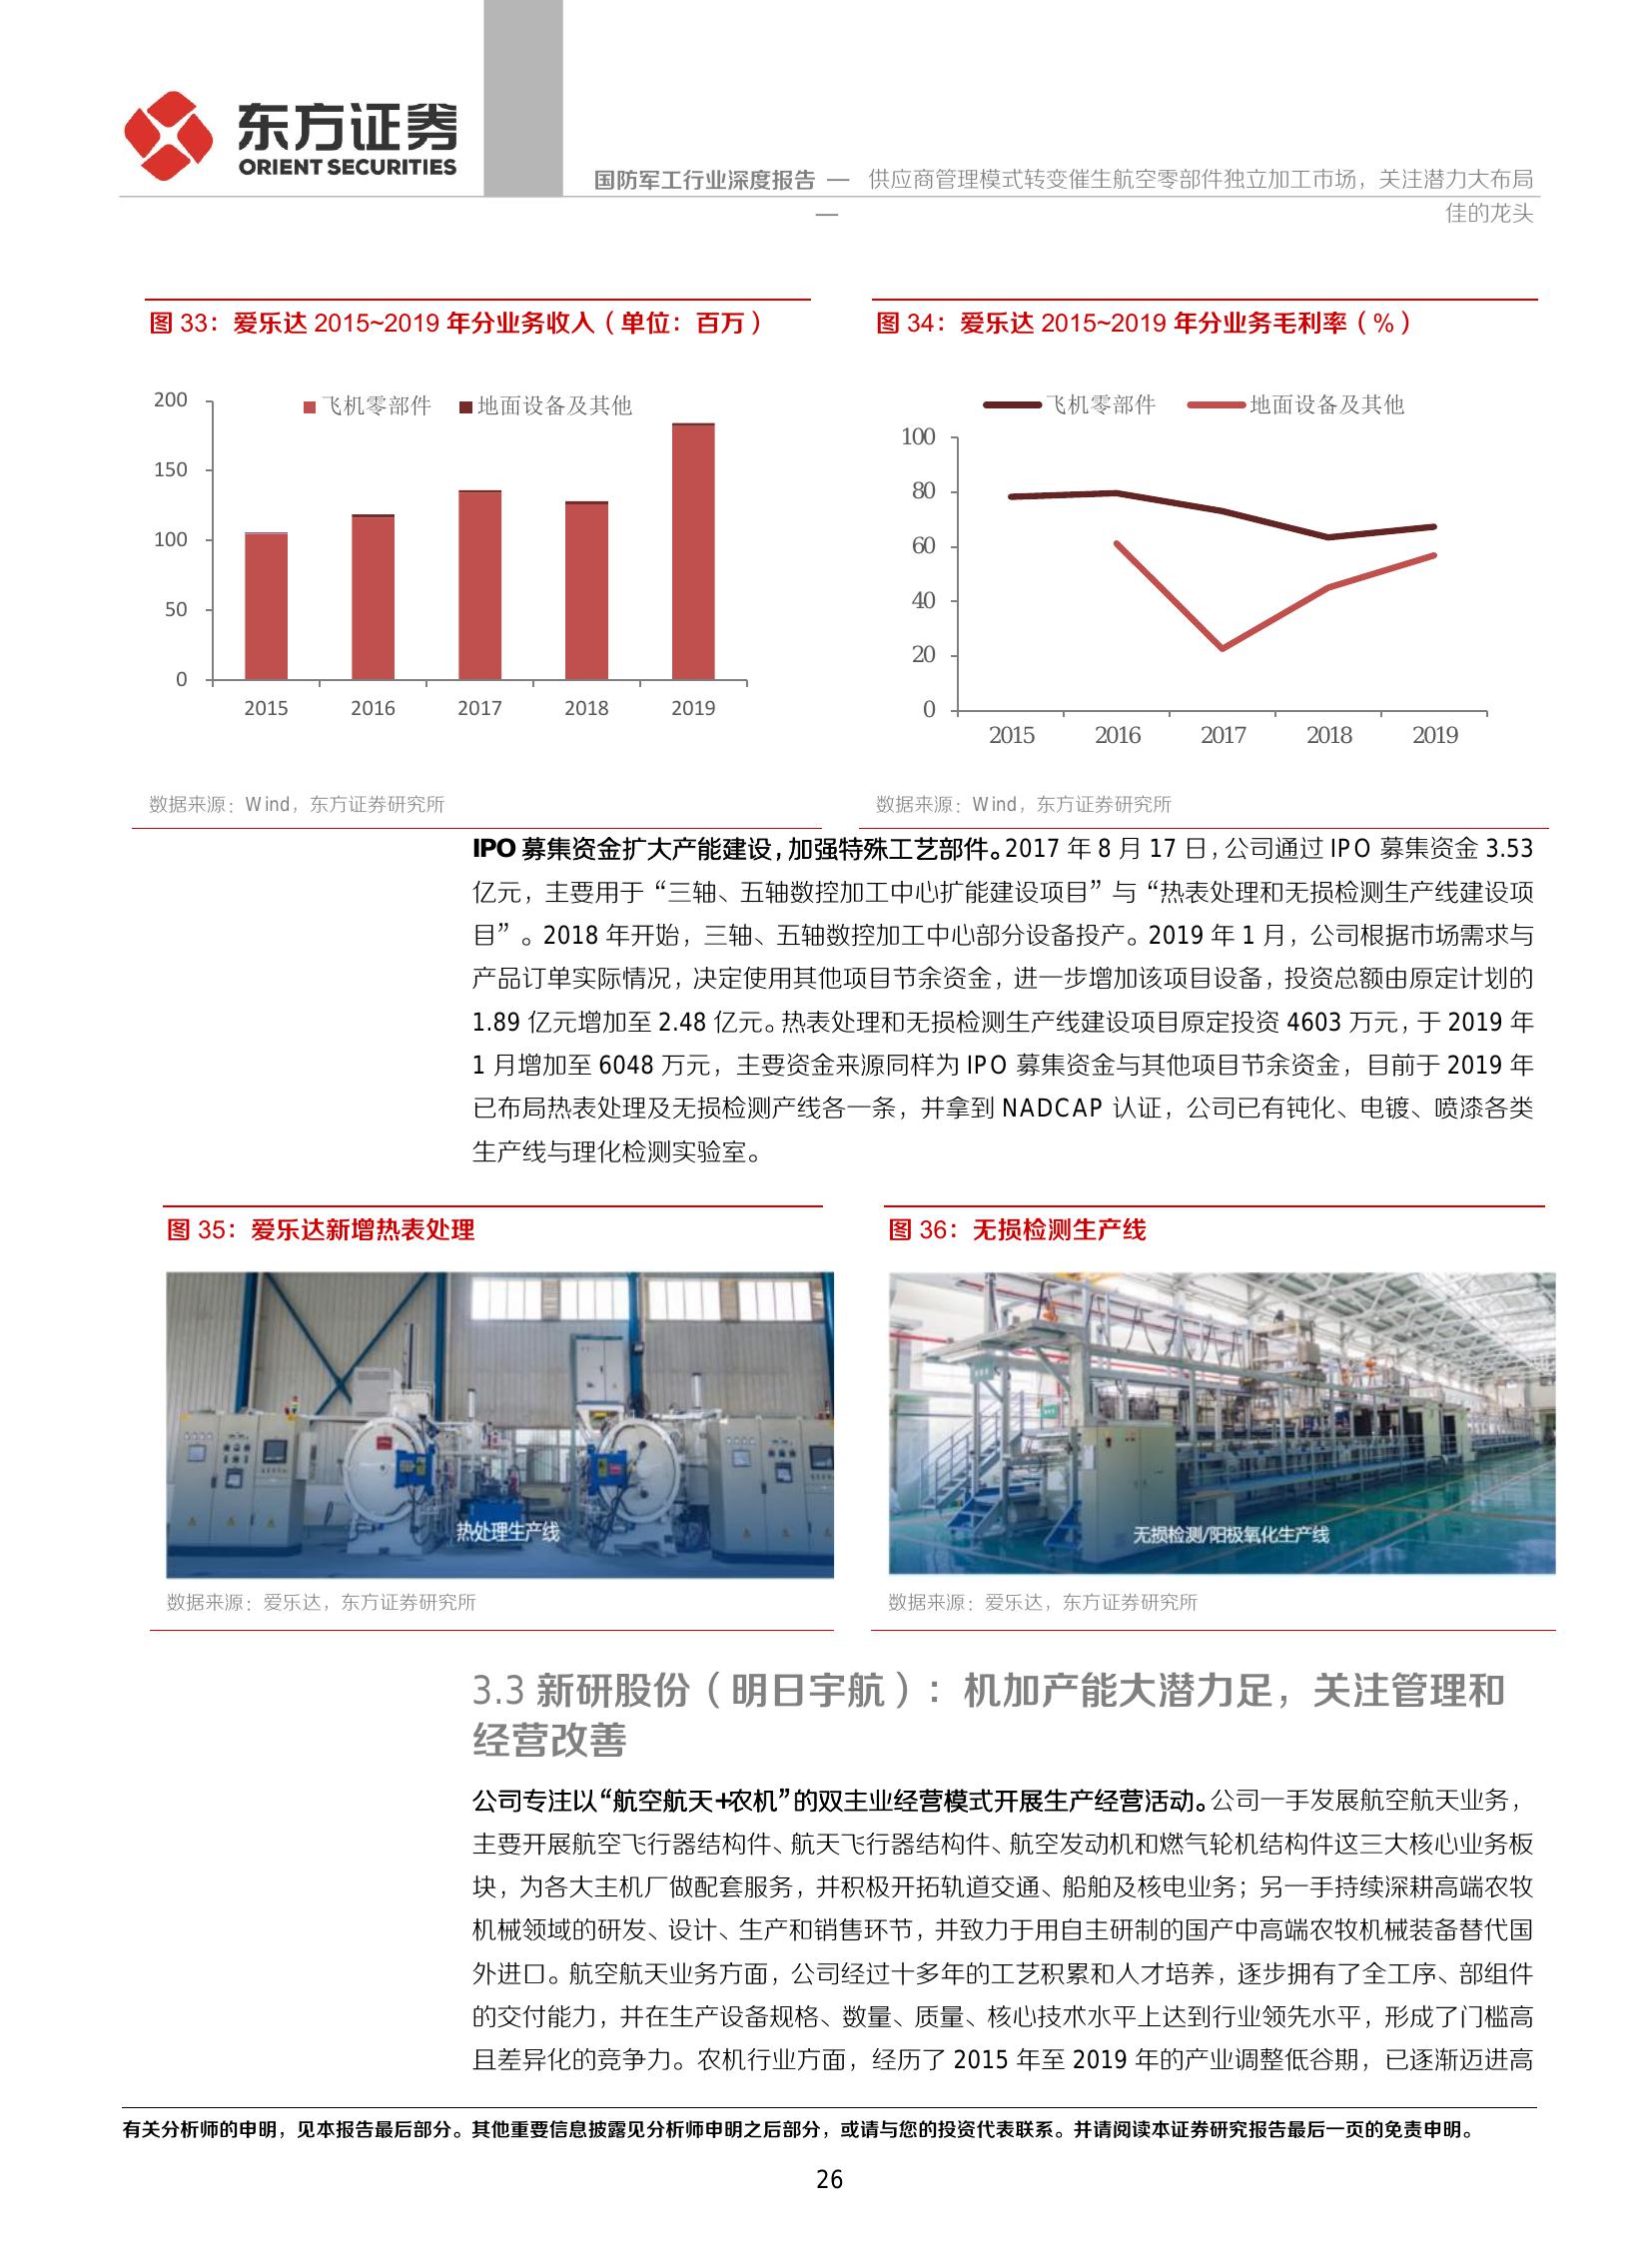 东方证券
ORIENT SECURITIES
国防军工行业深度报告 — 供应商管理模式转变催生航空零部件独立加工市场，关注潜力大布局
— 佳的龙头
图 33：爱乐达 2015~2019 年分业务收入（单位：百万）
图 34：爱乐达 2015~2019 年分业务毛利率（%）
飞机零部件 地面设备及其他
200
150
100
50
0
2015 2016 2017 2018 2019
飞机零部件 地面设备及其他
100
80
60
40
20
0
2015 2016 2017 2018 2019
数据来源：Wind，东方证券研究所
数据来源：Wind，东方证券研究所
IPO 募集资金扩大产能建设，加强特殊工艺部件。2017 年 8 月 17 日，公司通过 IPO 募集资金 3.53
亿元，主要用于“三轴、五轴数控加工中心扩能建设项目”与“热表处理和无损检测生产线建设项
目”。2018 年开始，三轴、五轴数控加工中心部分设备投产。2019 年 1 月，公司根据市场需求与
产品订单实际情况，决定使用其他项目节余资金，进一步增加该项目设备，投资总额由原定计划的
1.89 亿元增加至 2.48 亿元。热表处理和无损检测生产线建设项目原定投资 4603 万元，于 2019 年
1 月增加至 6048 万元，主要资金来源同样为 IPO 募集资金与其他项目节余资金，目前于 2019 年
已布局热表处理及无损检测产线各一条，并拿到 NADCAP 认证，公司已有钝化、电镀、喷漆各类
生产线与理化检测实验室。
图 35：爱乐达新增热表处理
图 36：无损检测生产线
热处理生产线
无损检测/阳极氧化生产线
数据来源：爱乐达，东方证券研究所
数据来源：爱乐达，东方证券研究所
3.3 新研股份（明日宇航）：机加产能大潜力足，关注管理和
经营改善
公司专注以“航空航天+农机”的双主业经营模式开展生产经营活动。公司一手发展航空航天业务，
主要开展航空飞行器结构件、航天飞行器结构件、航空发动机和燃气轮机结构件这三大核心业务板
块，为各大主机厂做配套服务，并积极开拓轨道交通、船舶及核电业务；另一手持续深耕高端农牧
机械领域的研发、设计、生产和销售环节，并致力于用自主研制的国产中高端农牧机械装备替代国
外进口。航空航天业务方面，公司经过十多年的工艺积累和人才培养，逐步拥有了全工序、部组件
的交付能力，并在生产设备规格、数量、质量、核心技术水平上达到行业领先水平，形成了门槛高
且差异化的竞争力。农机行业方面，经历了 2015 年至 2019 年的产业调整低谷期，已逐渐迈进高
有关分析师的申明，见本报告最后部分。其他重要信息披露见分析师申明之后部分，或请与您的投资代表联系。并请阅读本证券研究报告最后一页的免责申明。
26